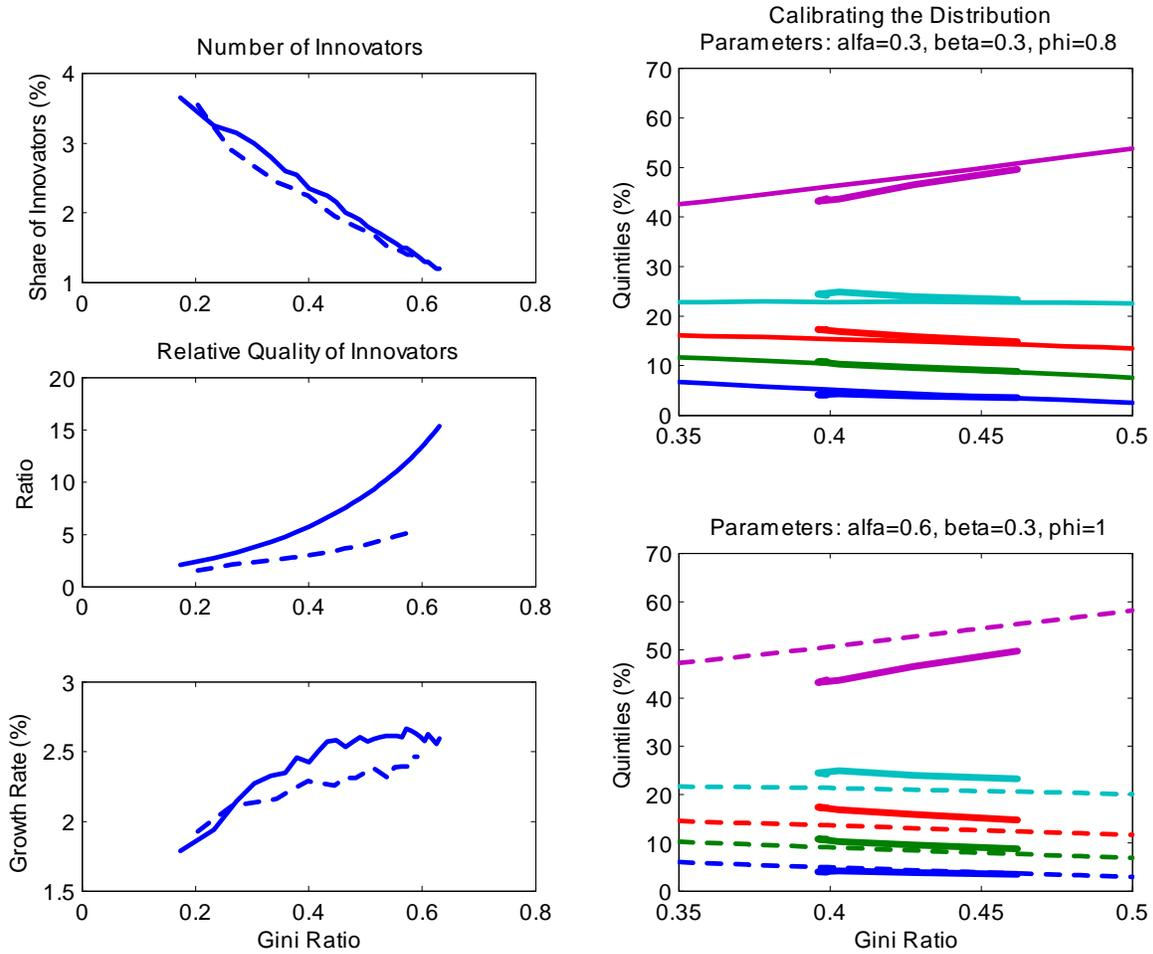 Number of Innovators
Share of Innovators (%)
4
3
2
1
0 0.2 0.4 0.6 0.8
Relative Quality of Innovators
Ratio
20
15
10
5
0
0 0.2 0.4 0.6 0.8
Growth Rate (%)
3
2.5
2
1.5
0 0.2 0.4 0.6 0.8
Gini Ratio
Calibrating the Distribution
Parameters: alfa=0.3, beta=0.3, phi=0.8
Quintiles (%)
70
60
50
40
30
20
10
0
0.35 0.4 0.45 0.5
Parameters: alfa=0.6, beta=0.3, phi=1
Quintiles (%)
70
60
50
40
30
20
10
0
0.35 0.4 0.45 0.5
Gini Ratio